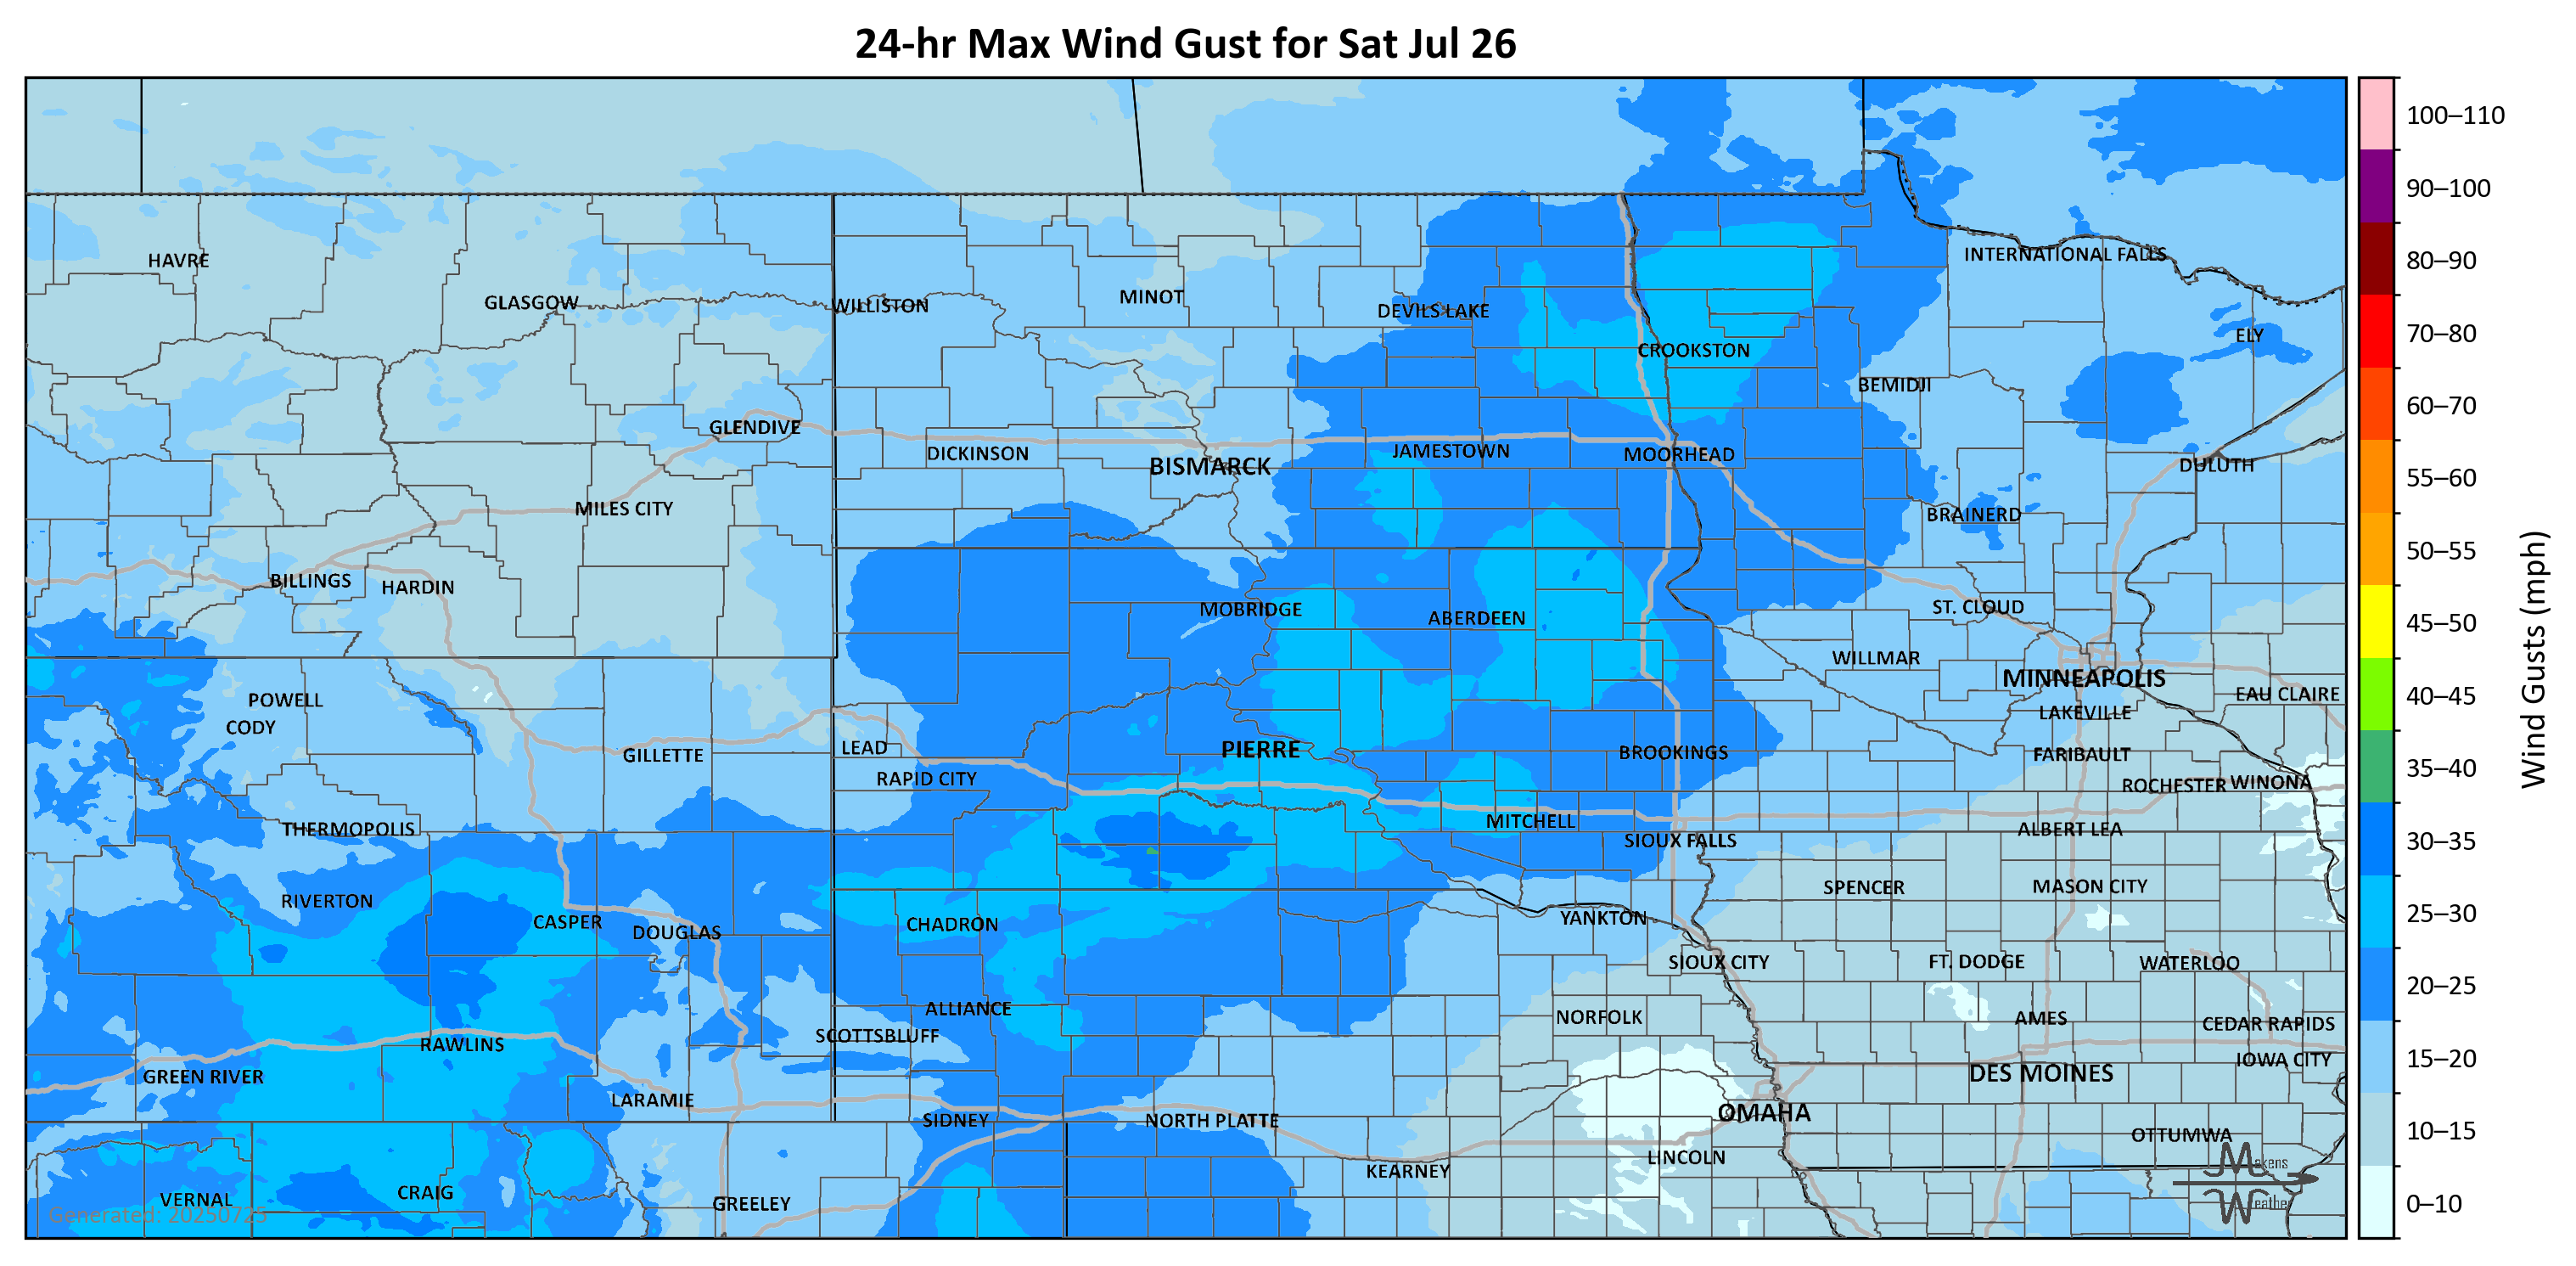 24-hr Max Wind Gust for Sat Jul 26
100–110
90–100
80–90
70–80
60–70
55–60
50–55
45–50
40–45
35–40
30–35
25–30
20–25
15–20
10–15
0–10
Wind Gusts (mph)
HAVRE
GLASGOW
WILLISTON
MINOT
DEVILS LAKE
INTERNATIONAL FALLS
ELY
CROOKSTON
BEMIDJI
GLENDIVE
DICKINSON
BISMARCK
JAMESTOWN
MOORHEAD
DULUTH
MILES CITY
BRAINERD
BILLINGS
HARDIN
MOBRIDGE
ABERDEEN
ST. CLOUD
WILLMAR
MINNEAPOLIS
EAU CLAIRE
POWELL
CODY
LAKEVILLE
GILLETTE
LEAD
PIERRE
BROOKINGS
FARIBAULT
RAPID CITY
ROCHESTER
WINONA
THERMOPOLIS
MITCHELL
SIOUX FALLS
ALBERT LEA
RIVERTON
CASPER
DOUGLAS
CHADRON
YANKTON
SPENCER
MASON CITY
SIOUX CITY
FT. DODGE
WATERLOO
ALLIANCE
SCOTTSBLUFF
NORFOLK
AMES
CEDAR RAPIDS
RAWLINS
GREEN RIVER
IOWA CITY
DES MOINES
LARAMIE
SIDNEY
NORTH PLATTE
OMAHA
OTTUMWA
KEARNEY
LINCOLN
VERNAL
CRAIG
GREELEY
Generated: 20250725
Makens
Weather